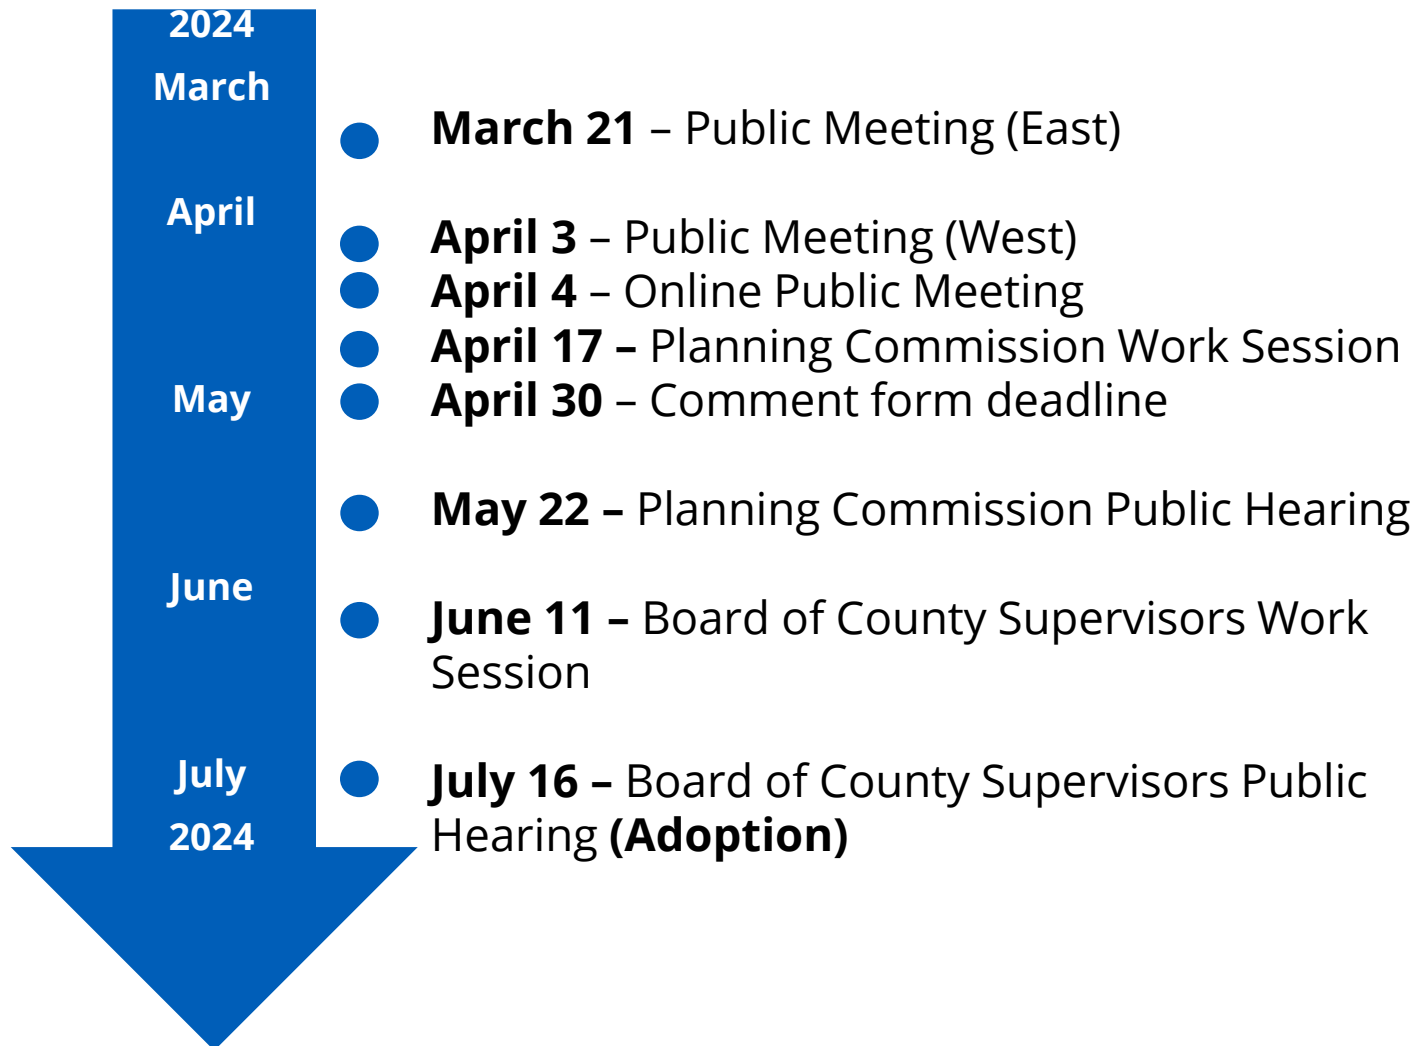 2024
March
March 21 – Public Meeting (East)
April
April 3 – Public Meeting (West)
April 4 – Online Public Meeting
April 17 – Planning Commission Work Session
May
April 30 – Comment form deadline
May 22 – Planning Commission Public Hearing
June
June 11 – Board of County Supervisors Work
Session
July
July 16 – Board of County Supervisors Public
2024
Hearing (Adoption)